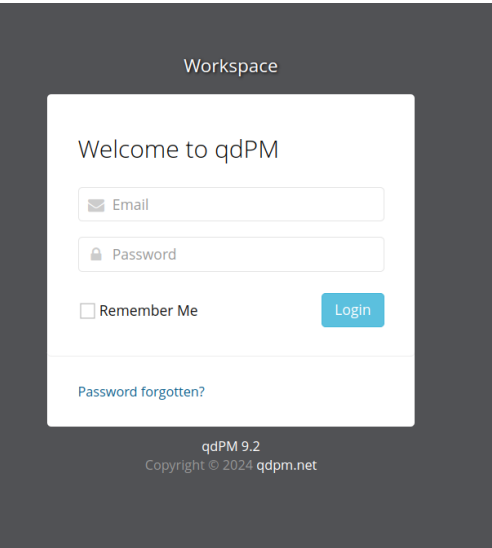 Workspace
Welcome to qdPM
Email
Password
Remember Me Login
Password forgotten?
qdPM 9.2
Copyright © 2024 qdpm.net